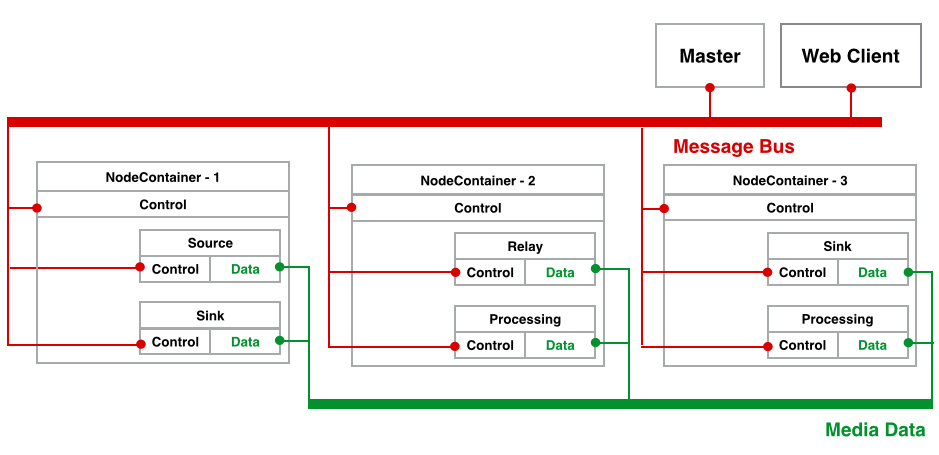 Master
Web Client
Message Bus
NodeContainer - 1
Control
Source
Control
Data
Sink
Control
Data
NodeContainer - 2
Control
Relay
Control
Data
Processing
Control
Data
NodeContainer - 3
Control
Sink
Control
Data
Processing
Control
Data
Media Data